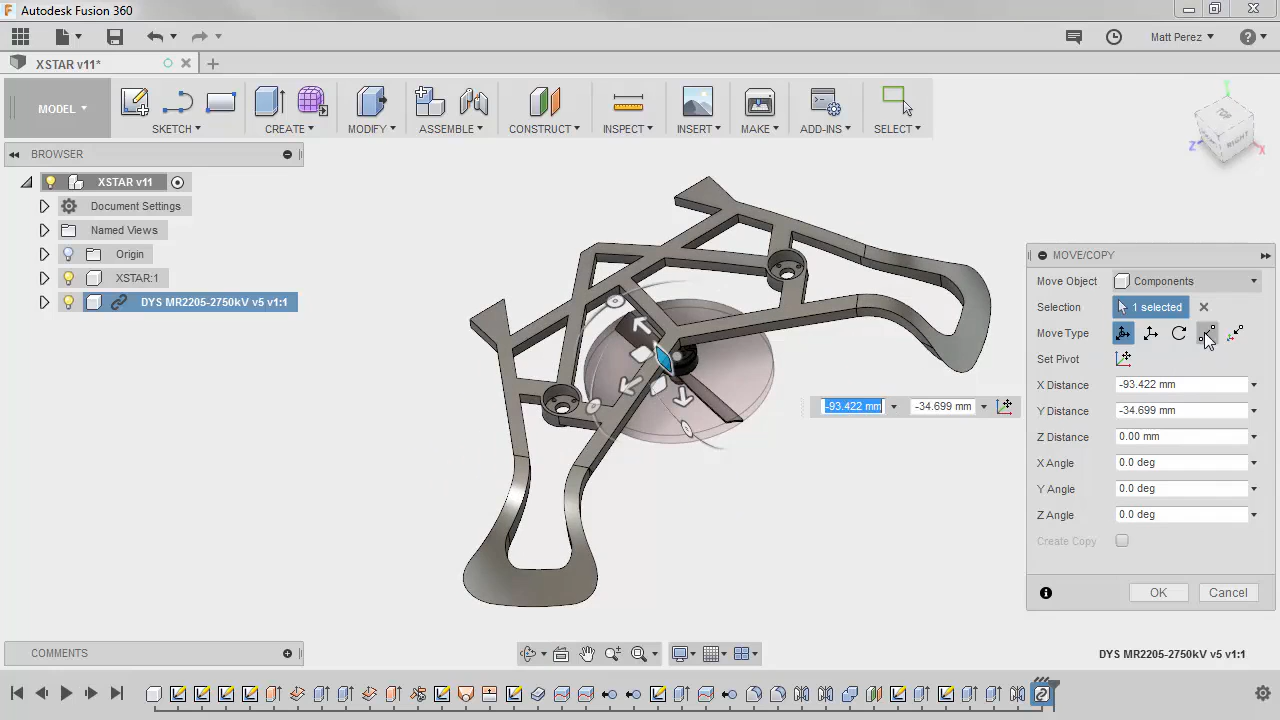 Autodesk Fusion 360
Matt Perez
XSTAR v11*
MODEL
SKETCH
CREATE
MODIFY
ASSEMBLE
CONSTRUCT
INSPECT
INSERT
MAKE
ADD-INS
SELECT
RIGHT
Z
X
BROWSER
XSTAR v11
Document Settings
Named Views
Origin
XSTAR:1
DYS MR2205-2750kV v5 v1:1
MOVE/COPY
Move Object Components
Selection 1 selected
Move Type
Set Pivot
X Distance -93.422 mm
Y Distance -34.699 mm
Z Distance 0.00 mm
X Angle 0.0 deg
Y Angle 0.0 deg
Z Angle 0.0 deg
Create Copy
OK Cancel
-93.422 mm -34.699 mm
COMMENTS
DYS MR2205-2750kV v5 v1:1